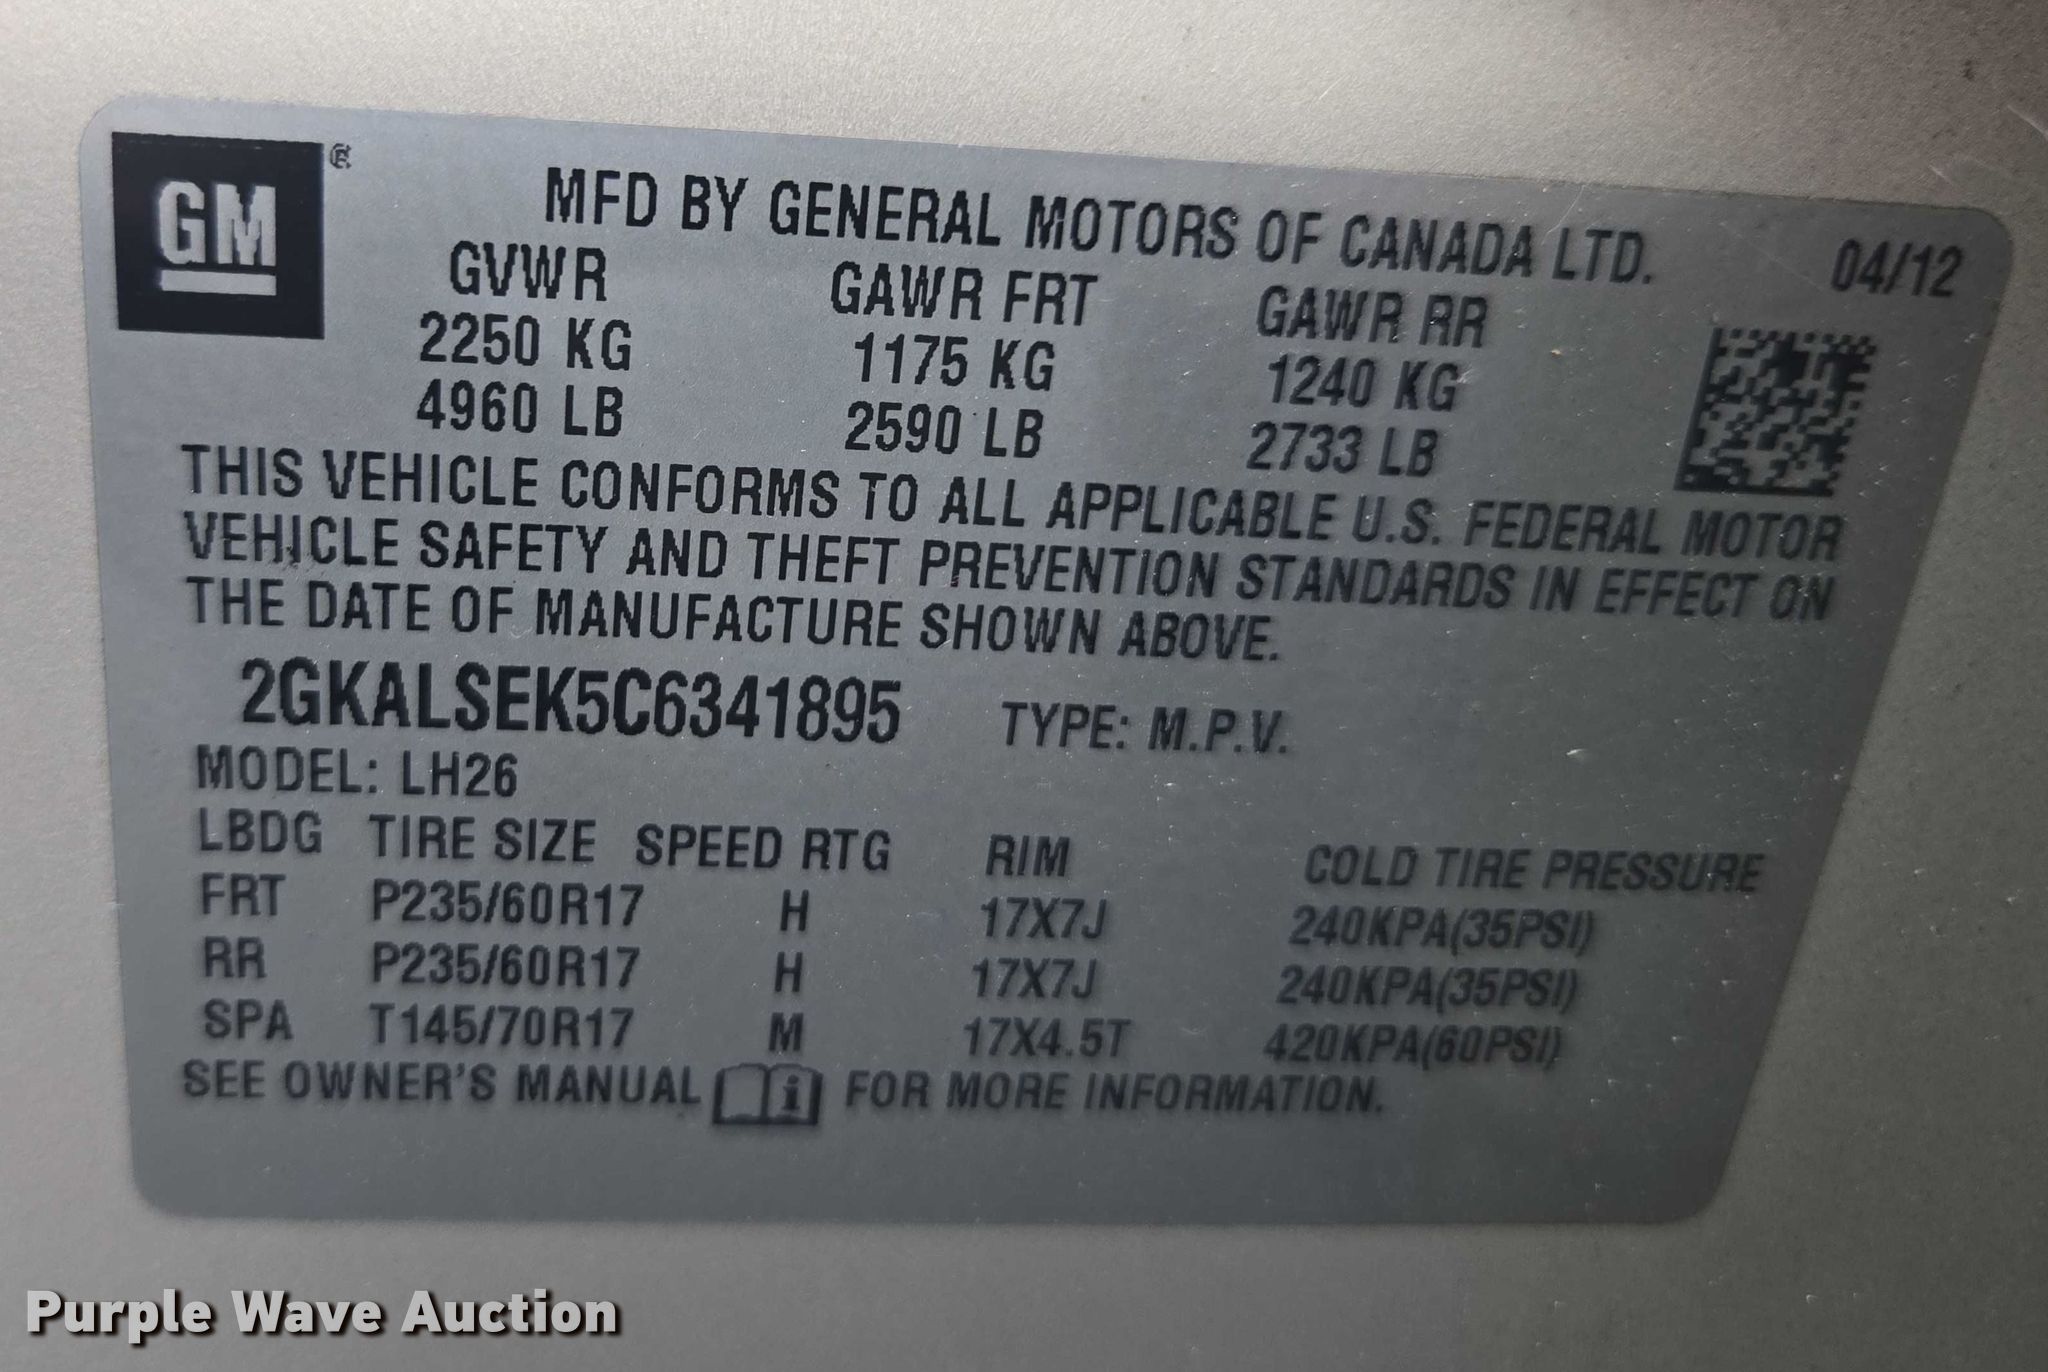 GM ®
MFD BY GENERAL MOTORS OF CANADA LTD. 04/12
GVWR GAWR FRT GAWR RR
2250 KG 1175 KG 1240 KG
4960 LB 2590 LB 2733 LB
THIS VEHICLE CONFORMS TO ALL APPLICABLE U.S. FEDERAL MOTOR
VEHICLE SAFETY AND THEFT PREVENTION STANDARDS IN EFFECT ON
THE DATE OF MANUFACTURE SHOWN ABOVE.
2GKALSEK5C6341895 TYPE: M.P.V.
MODEL: LH26
LBDG TIRE SIZE SPEED RTG RIM COLD TIRE PRESSURE
FRT P235/60R17 H 17X7J 240KPA(35PSI)
RR P235/60R17 H 17X7J 240KPA(35PSI)
SPA T145/70R17 M 17X4.5T 420KPA(60PSI)
SEE OWNER'S MANUAL i FOR MORE INFORMATION.
Purple Wave Auction